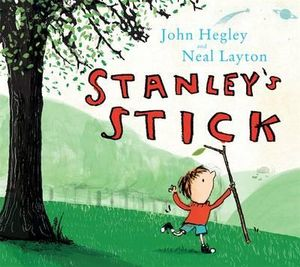 John Hegley
and
Neal Layton
STANLEY'S
STICK